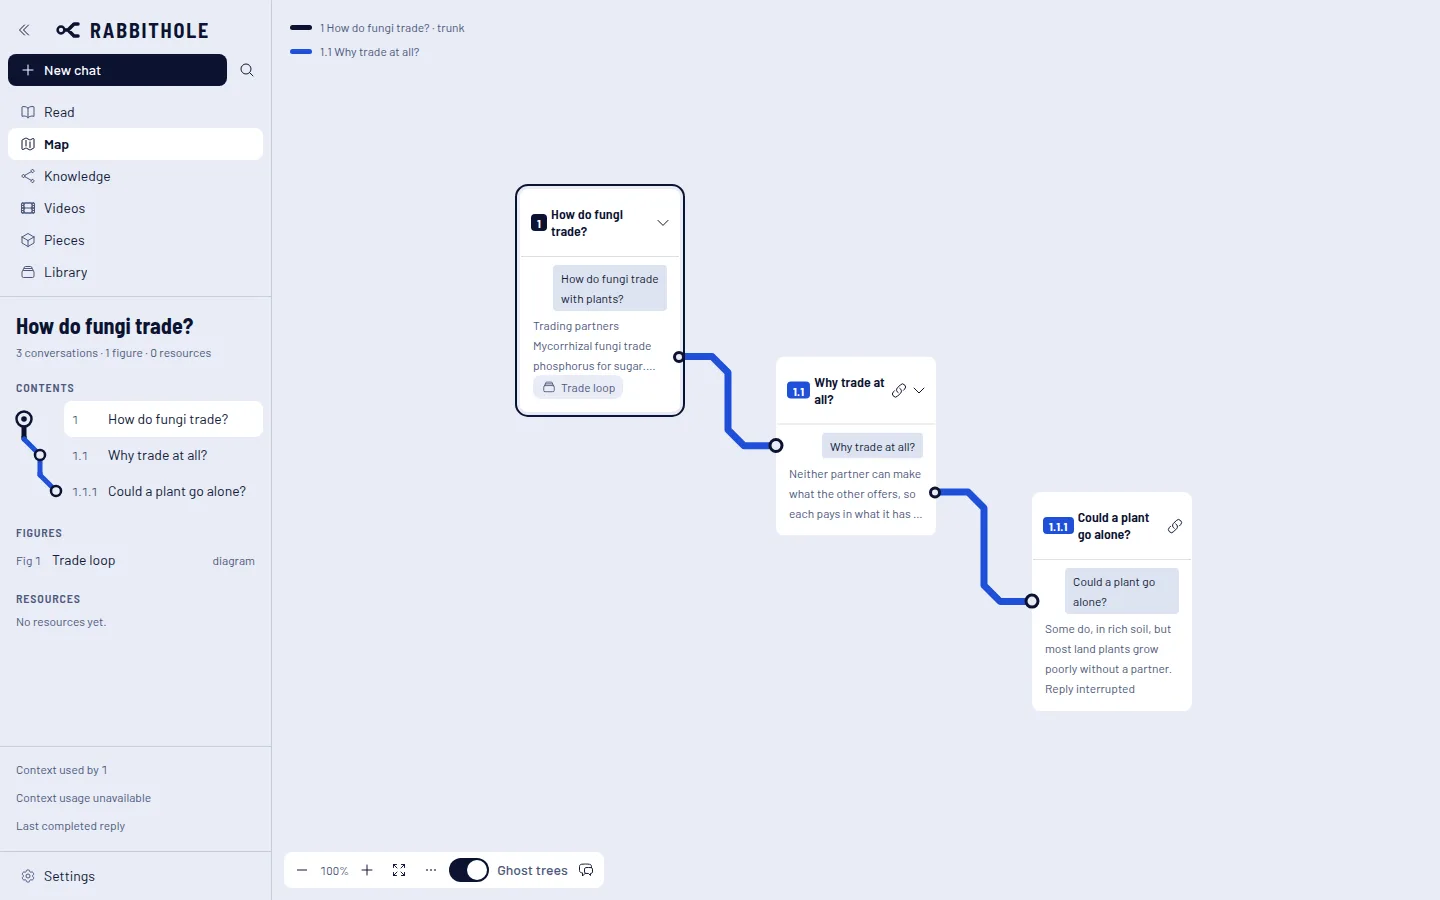 RABBITHOLE
New chat
Read
Map
Knowledge
Videos
Pieces
Library
How do fungi trade?
3 conversations · 1 figure · 0 resources
CONTENTS
1 How do fungi trade?
1.1 Why trade at all?
1.1.1 Could a plant go alone?
FIGURES
Fig 1 Trade loop diagram
RESOURCES
No resources yet.
Context used by 1
Context usage unavailable
Last completed reply
Settings
1 How do fungi trade? · trunk
1.1 Why trade at all?
1 How do fungi
trade?
How do fungi trade
with plants?
Trading partners
Mycorrhizal fungi trade
phosphorus for sugar....
Trade loop
1.1 Why trade at
all?
Why trade at all?
Neither partner can make
what the other offers, so
each pays in what it has ...
1.1.1 Could a plant
go alone?
Could a plant go
alone?
Some do, in rich soil, but
most land plants grow
poorly without a partner.
Reply interrupted
100%
Ghost trees